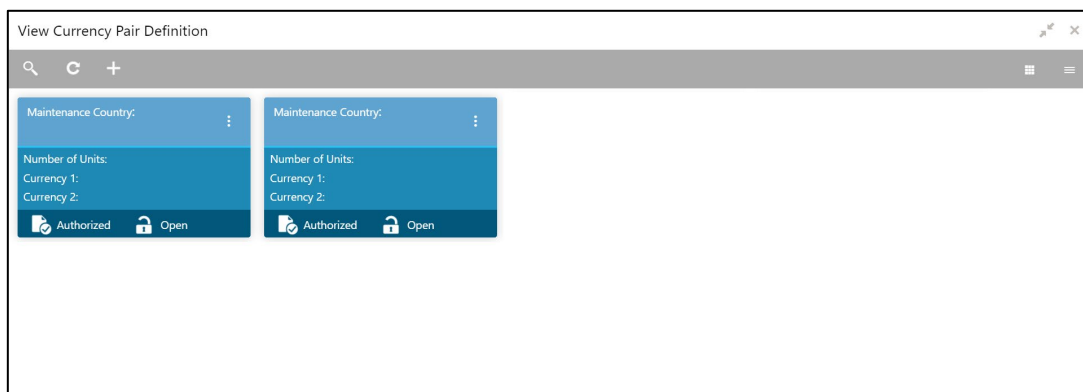 View Currency Pair Definition
Maintenance Country:
Number of Units:
Currency 1:
Currency 2:
Authorized Open
Maintenance Country:
Number of Units:
Currency 1:
Currency 2:
Authorized Open